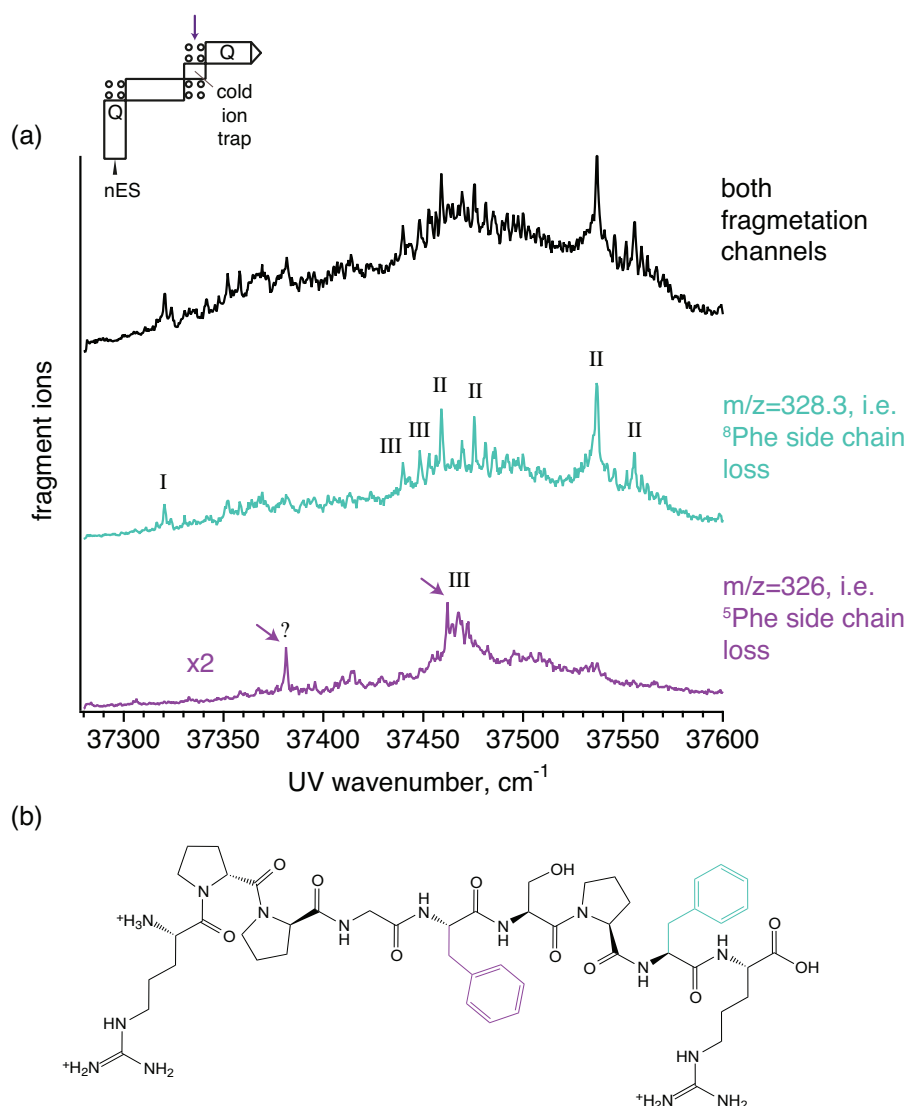 Q
Q
cold
ion
trap
nES
(a)
both
fragmetation
channels
fragment ions
I
III
III
II
II
II
II
m/z=328.3, i.e.
⁸Phe side chain
loss
III
?
x2
m/z=326, i.e.
⁵Phe side chain
loss
37300
37350
37400
37450
37500
37550
37600
UV wavenumber, cm⁻¹
(b)
⁺H₃N
N
O
O
N
O
NH
O
H
N
O
N
H
OH
O
N
O
N
H
O
H
N
O
OH
NH
⁺H₂N
NH₂
HN
⁺H₂N
NH₂